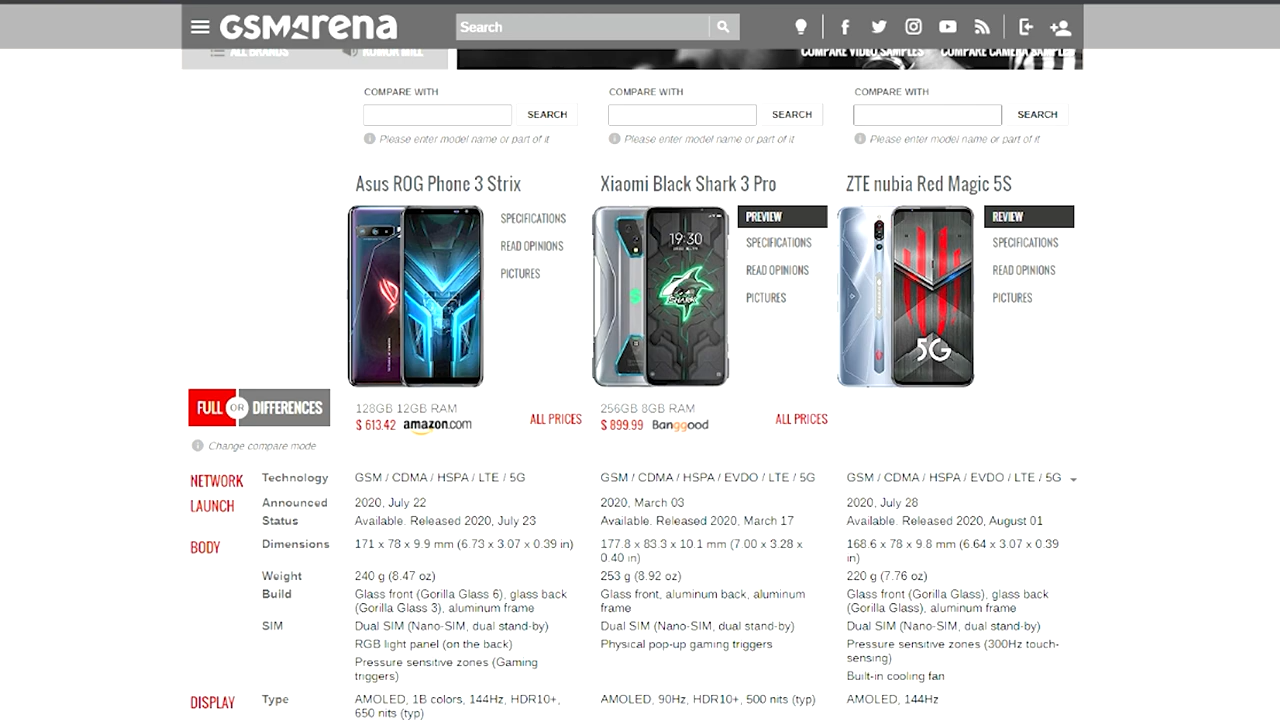 GSMArena
Search
ALL BRANDS
RUMOR MILL
COMPARE VIDEO SAMPLES
COMPARE CAMERA SAMPLES
COMPARE WITH
COMPARE WITH
COMPARE WITH
SEARCH
SEARCH
SEARCH
Please enter model name or part of it
Please enter model name or part of it
Please enter model name or part of it
Asus ROG Phone 3 Strix
SPECIFICATIONS
READ OPINIONS
PICTURES
Xiaomi Black Shark 3 Pro
19:30
SHARK
PREVIEW
SPECIFICATIONS
READ OPINIONS
PICTURES
ZTE nubia Red Magic 5S
5G
REVIEW
SPECIFICATIONS
READ OPINIONS
PICTURES
FULL OR DIFFERENCES
Change compare mode
128GB 12GB RAM
$ 613.42 amazon.com
ALL PRICES
256GB 8GB RAM
$ 899.99 Banggood
ALL PRICES
NETWORK Technology GSM / CDMA / HSPA / LTE / 5G GSM / CDMA / HSPA / EVDO / LTE / 5G GSM / CDMA / HSPA / EVDO / LTE / 5G
LAUNCH Announced 2020, July 22 2020, March 03 2020, July 28
Status Available. Released 2020, July 23 Available. Released 2020, March 17 Available. Released 2020, August 01
BODY Dimensions 171 x 78 x 9.9 mm (6.73 x 3.07 x 0.39 in) 177.8 x 83.3 x 10.1 mm (7.00 x 3.28 x 168.6 x 78 x 9.8 mm (6.64 x 3.07 x 0.39
0.40 in) in)
Weight 240 g (8.47 oz) 253 g (8.92 oz) 220 g (7.76 oz)
Build Glass front (Gorilla Glass 6), glass back Glass front, aluminum back, aluminum Glass front (Gorilla Glass), glass back
(Gorilla Glass 3), aluminum frame frame (Gorilla Glass), aluminum frame
SIM Dual SIM (Nano-SIM, dual stand-by) Dual SIM (Nano-SIM, dual stand-by) Dual SIM (Nano-SIM, dual stand-by)
RGB light panel (on the back) Physical pop-up gaming triggers Pressure sensitive zones (300Hz touch-
Pressure sensitive zones (Gaming sensing)
triggers) Built-in cooling fan
DISPLAY Type AMOLED, 1B colors, 144Hz, HDR10+, AMOLED, 90Hz, HDR10+, 500 nits (typ) AMOLED, 144Hz
650 nits (typ)